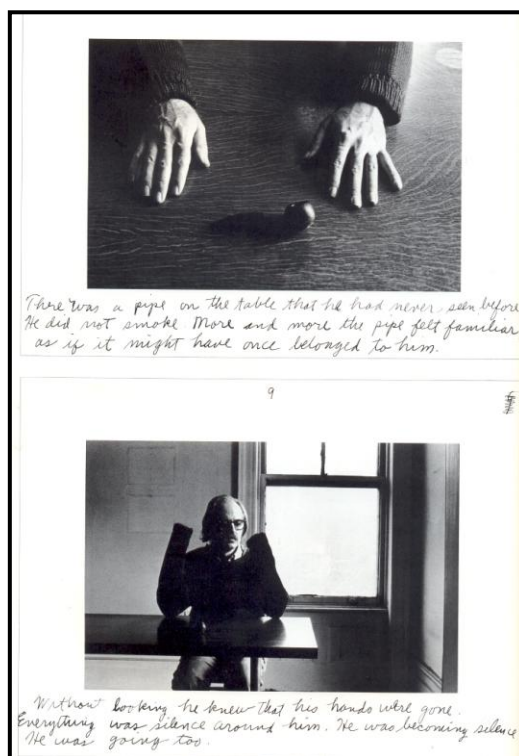 There was a pipe on the table that he had never seen before
He did not smoke. More and more the pipe felt familiar
as if it might have once belonged to him.
9
Without looking he knew that his hands were gone.
Everything was silence around him. He was becoming silence
He was going too.